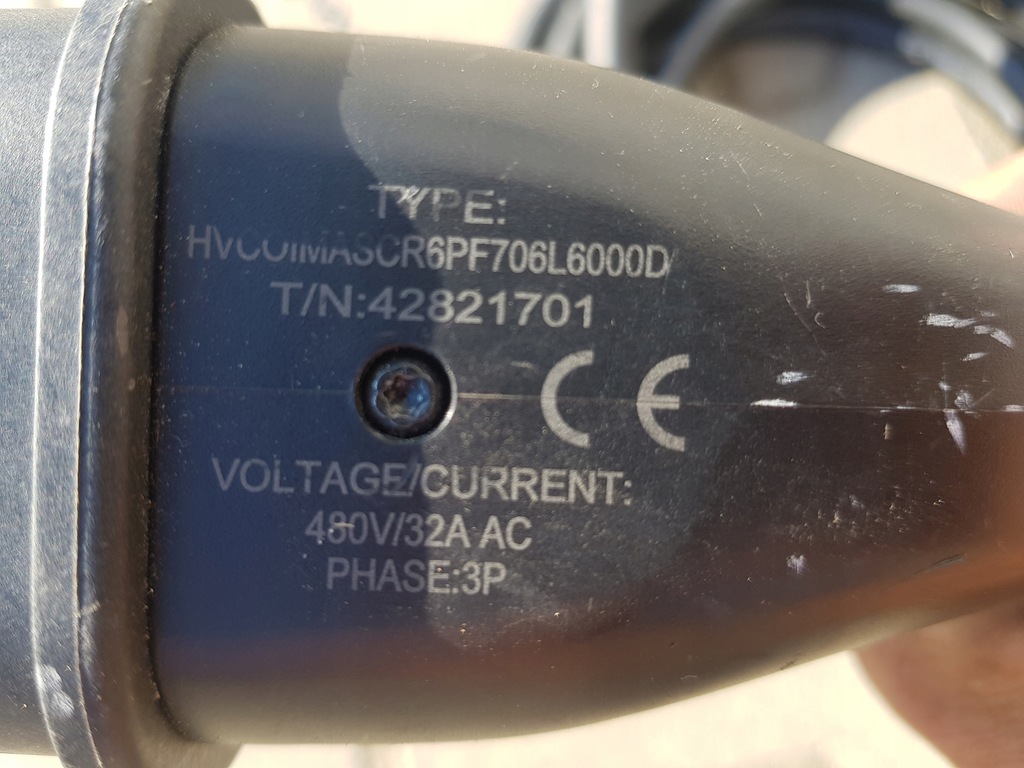 TYPE:
HVCOIMASCR6PF706L6000D
T/N:42821701
CE
VOLTAGE/CURRENT:
480V/32A AC
PHASE:3P